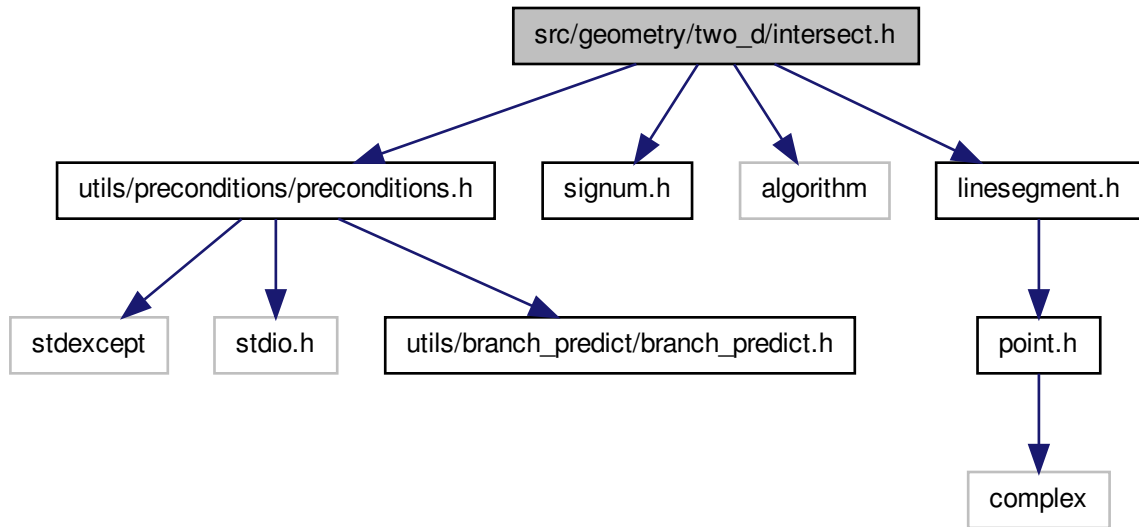 src/geometry/two_d/intersect.h
utils/preconditions/preconditions.h
signum.h
algorithm
linesegment.h
stdexcept
stdio.h
utils/branch_predict/branch_predict.h
point.h
complex